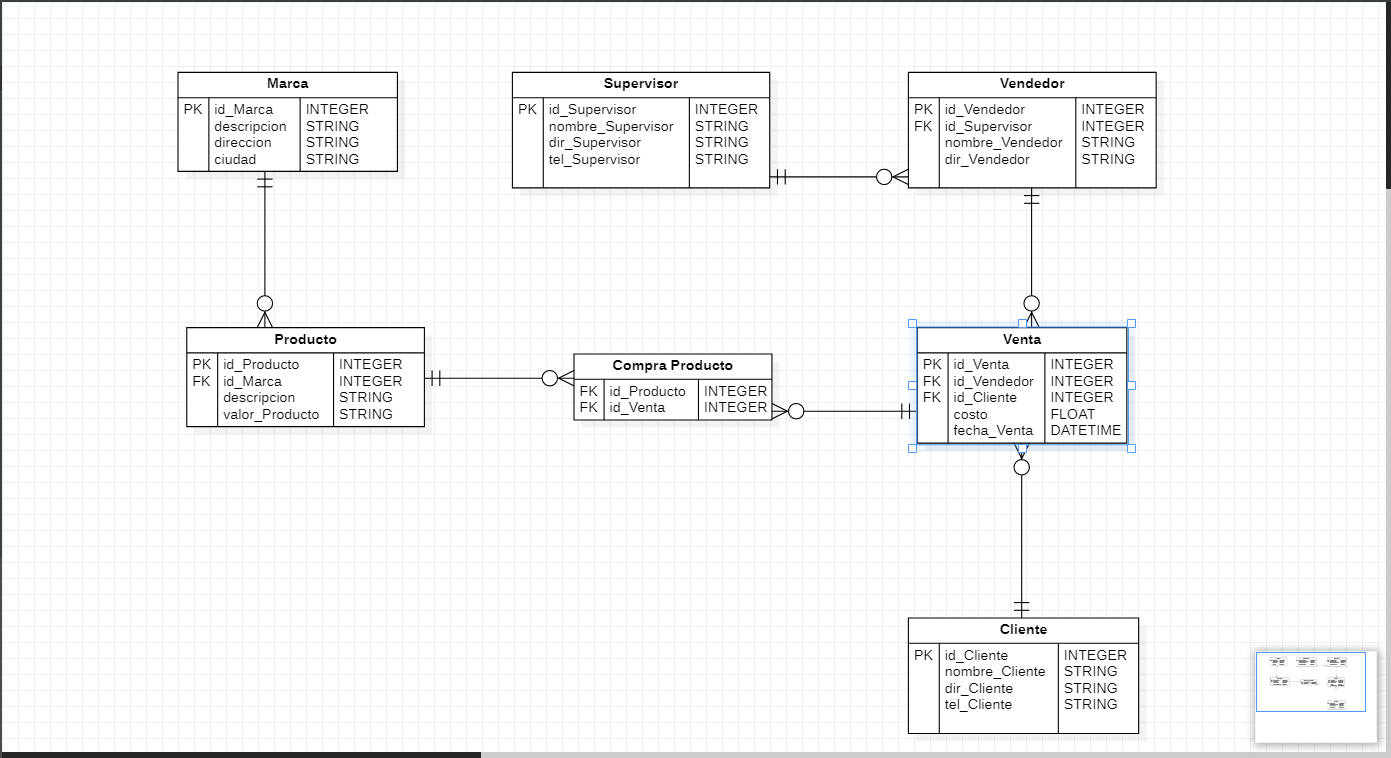 Marca
PK id_Marca INTEGER
descripcion STRING
direccion STRING
ciudad STRING
Supervisor
PK id_Supervisor INTEGER
nombre_Supervisor STRING
dir_Supervisor STRING
tel_Supervisor STRING
Vendedor
PK id_Vendedor INTEGER
FK id_Supervisor INTEGER
nombre_Vendedor STRING
dir_Vendedor STRING
Producto
PK id_Producto INTEGER
FK id_Marca INTEGER
descripcion STRING
valor_Producto STRING
Compra Producto
FK id_Producto INTEGER
FK id_Venta INTEGER
Venta
PK id_Venta INTEGER
FK id_Vendedor INTEGER
FK id_Cliente INTEGER
costo FLOAT
fecha_Venta DATETIME
Cliente
PK id_Cliente INTEGER
nombre_Cliente STRING
dir_Cliente STRING
tel_Cliente STRING